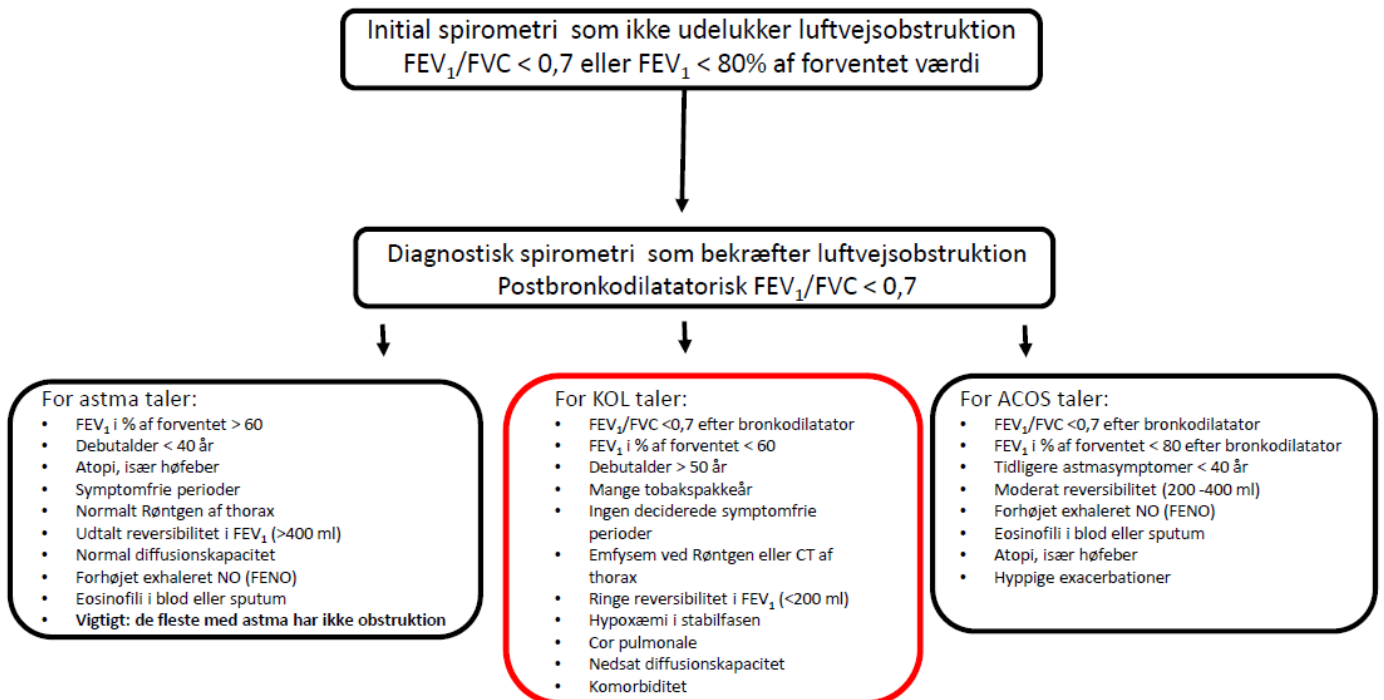 Initial spirometri som ikke udelukker luftvejsobstruktion
FEV₁/FVC < 0,7 eller FEV₁ < 80% af forventet værdi
Diagnostisk spirometri som bekræfter luftvejsobstruktion
Postbronkodilatatorisk FEV₁/FVC < 0,7
For astma taler:
• FEV₁ i % af forventet > 60
• Debutalder < 40 år
• Atopi, især høfeber
• Symptomfrie perioder
• Normalt Røntgen af thorax
• Udtalt reversibilitet i FEV₁ (>400 ml)
• Normal diffusionskapacitet
• Forhøjet exhaleret NO (FENO)
• Eosinofili i blod eller sputum
• Vigtigt: de fleste med astma har ikke obstruktion
For KOL taler:
• FEV₁/FVC <0,7 efter bronkodilatator
• FEV₁ i % af forventet < 60
• Debutalder > 50 år
• Mange tobakspakkeår
• Ingen deciderede symptomfrie
perioder
• Emfysem ved Røntgen eller CT af
thorax
• Ringe reversibilitet i FEV₁ (<200 ml)
• Hypoxæmi i stabilfasen
• Cor pulmonale
• Nedsat diffusionskapacitet
• Komorbiditet
For ACOS taler:
• FEV₁/FVC <0,7 efter bronkodilatator
• FEV₁ i % af forventet < 80 efter bronkodilatator
• Tidligere astmasymptomer < 40 år
• Moderat reversibilitet (200 -400 ml)
• Forhøjet exhaleret NO (FENO)
• Eosinofili i blod eller sputum
• Atopi, især høfeber
• Hyppige exacerbationer